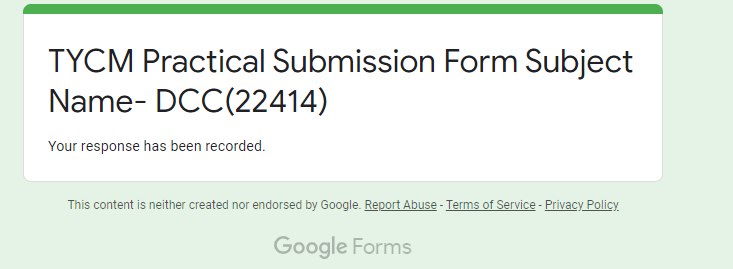 TYCM Practical Submission Form Subject
Name- DCC(22414)
Your response has been recorded.
This content is neither created nor endorsed by Google. Report Abuse - Terms of Service - Privacy Policy
Google Forms